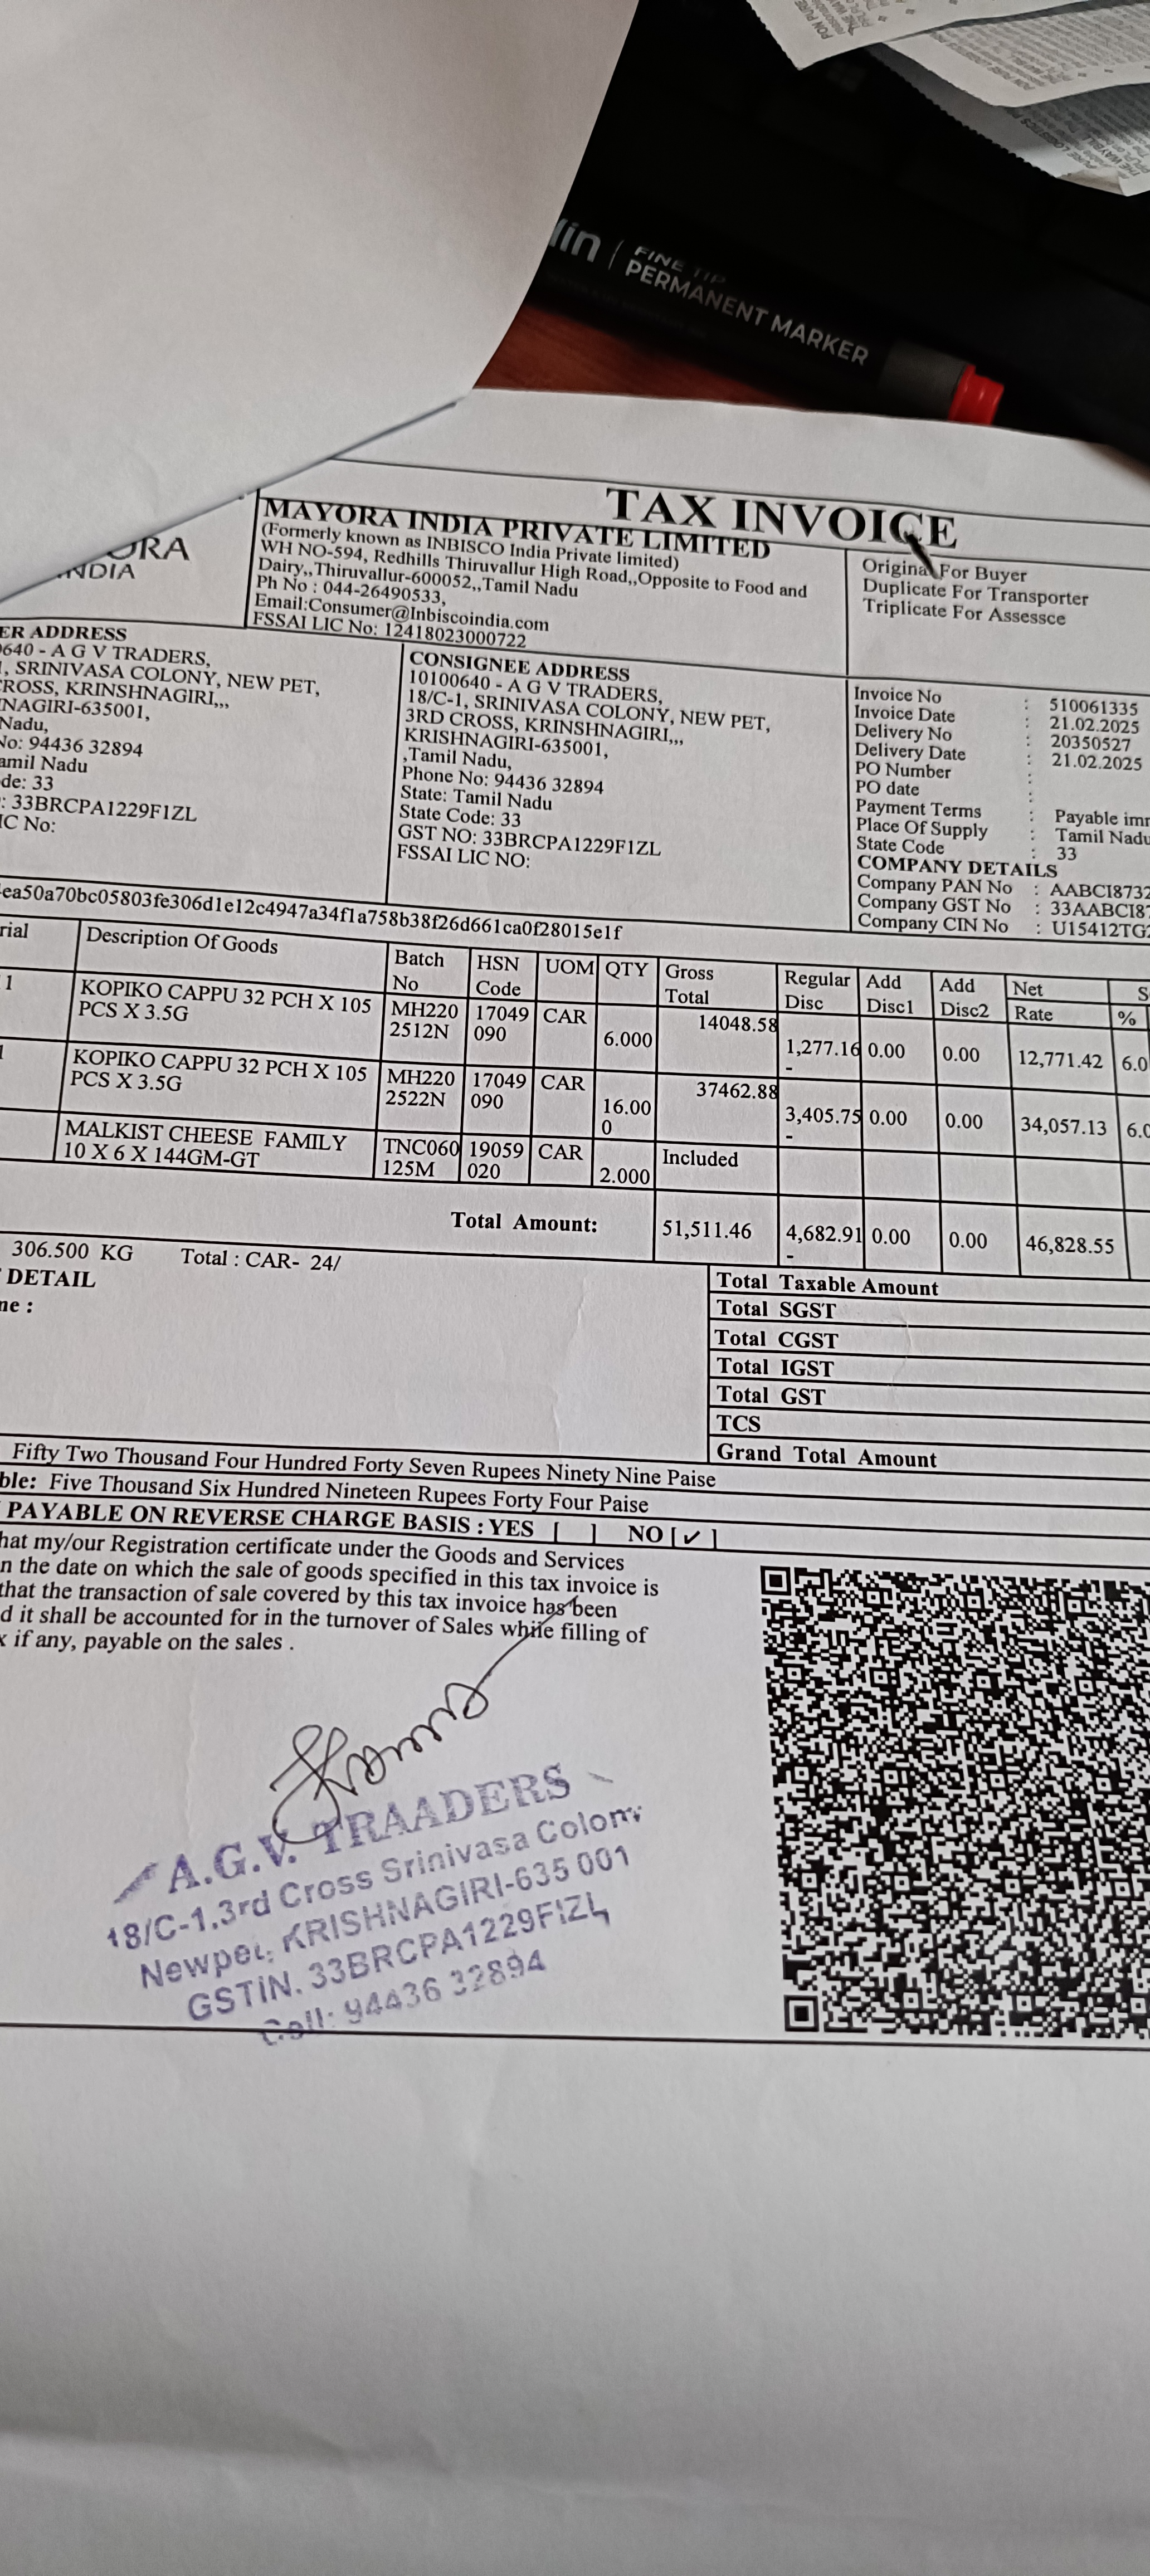 lin | FINE TIP
PERMANENT MARKER
TAX INVOICE
ORA
INDIA
MAYORA INDIA PRIVATE LIMITED
(Formerly known as INBISCO India Private limited)
WH NO-594, Redhills Thiruvallur High Road,,Opposite to Food and
Dairy,,Thiruvallur-600052,,Tamil Nadu
Ph No : 044-26490533,
Email:Consumer@Inbiscoindia.com
FSSAI LIC No: 12418023000722
Original For Buyer
Duplicate For Transporter
Triplicate For Assessce
ER ADDRESS
0640 - A G V TRADERS,
1, SRINIVASA COLONY, NEW PET,
CROSS, KRINSHNAGIRI,,,
NAGIRI-635001,
Nadu,
No: 94436 32894
amil Nadu
de: 33
: 33BRCPA1229F1ZL
IC No:
CONSIGNEE ADDRESS
10100640 - A G V TRADERS,
18/C-1, SRINIVASA COLONY, NEW PET,
3RD CROSS, KRINSHNAGIRI,,,
KRISHNAGIRI-635001,
,Tamil Nadu,
Phone No: 94436 32894
State: Tamil Nadu
State Code: 33
GST NO: 33BRCPA1229F1ZL
FSSAI LIC NO:
Invoice No : 510061335
Invoice Date : 21.02.2025
Delivery No : 20350527
Delivery Date : 21.02.2025
PO Number :
PO date :
Payment Terms : Payable imm
Place Of Supply : Tamil Nadu
State Code : 33
COMPANY DETAILS
Company PAN No : AABCI8732
Company GST No : 33AABCI87
Company CIN No : U15412TG2
ea50a70bc05803fe306d1e12c4947a34f1a758b38f26d661ca0f28015e1f
rial Description Of Goods Batch No HSN Code UOM QTY Gross Total Regular Disc Add Disc1 Add Disc2 Net Rate S %
1 KOPIKO CAPPU 32 PCH X 105 PCS X 3.5G MH220 2512N 17049 090 CAR 6.000 14048.58 1,277.16- 0.00 0.00 12,771.42 6.0
1 KOPIKO CAPPU 32 PCH X 105 PCS X 3.5G MH220 2522N 17049 090 CAR 16.00 0 37462.88 3,405.75- 0.00 0.00 34,057.13 6.0
MALKIST CHEESE FAMILY 10 X 6 X 144GM-GT TNC060 125M 19059 020 CAR 2.000 Included
Total Amount: 51,511.46 4,682.91- 0.00 0.00 46,828.55
306.500 KG Total : CAR- 24/
DETAIL
ne :
Total Taxable Amount
Total SGST
Total CGST
Total IGST
Total GST
TCS
Grand Total Amount
Fifty Two Thousand Four Hundred Forty Seven Rupees Ninety Nine Paise
ble: Five Thousand Six Hundred Nineteen Rupees Forty Four Paise
PAYABLE ON REVERSE CHARGE BASIS : YES [ ] NO [✓]
hat my/our Registration certificate under the Goods and Services
n the date on which the sale of goods specified in this tax invoice is
that the transaction of sale covered by this tax invoice has been
d it shall be accounted for in the turnover of Sales while filling of
x if any, payable on the sales .
A.G.V. TRAADERS
18/C-1,3rd Cross Srinivasa Colony
Newpet, KRISHNAGIRI-635 001
GSTIN. 33BRCPA1229F1ZL
Cell: 94436 32894